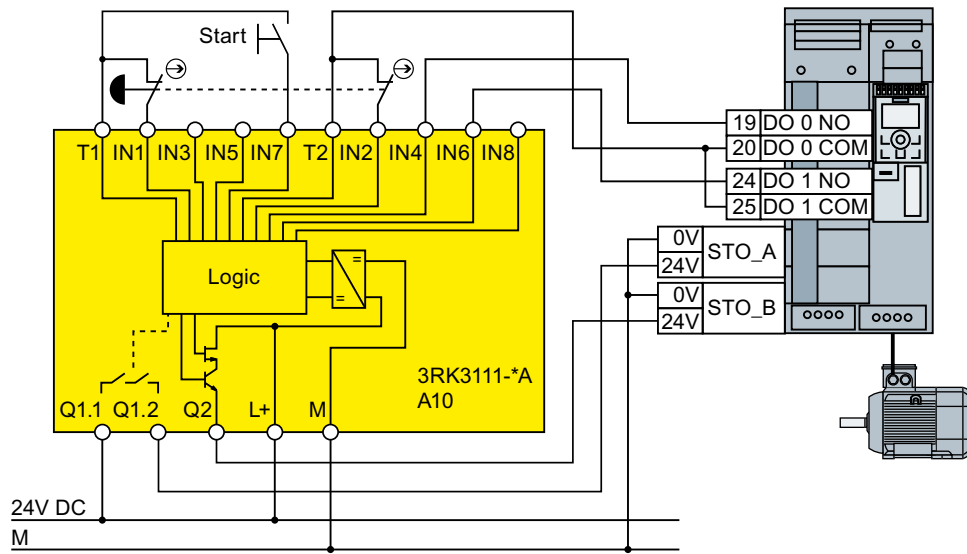 Start
T1 IN1 IN3 IN5 IN7 T2 IN2 IN4 IN6 IN8
19 DO 0 NO
20 DO 0 COM
24 DO 1 NO
25 DO 1 COM
0V
24V
STO_A
0V
24V
STO_B
Logic
=
=
3RK3111-*A
A10
Q1.1 Q1.2 Q2 L+ M
24V DC
M